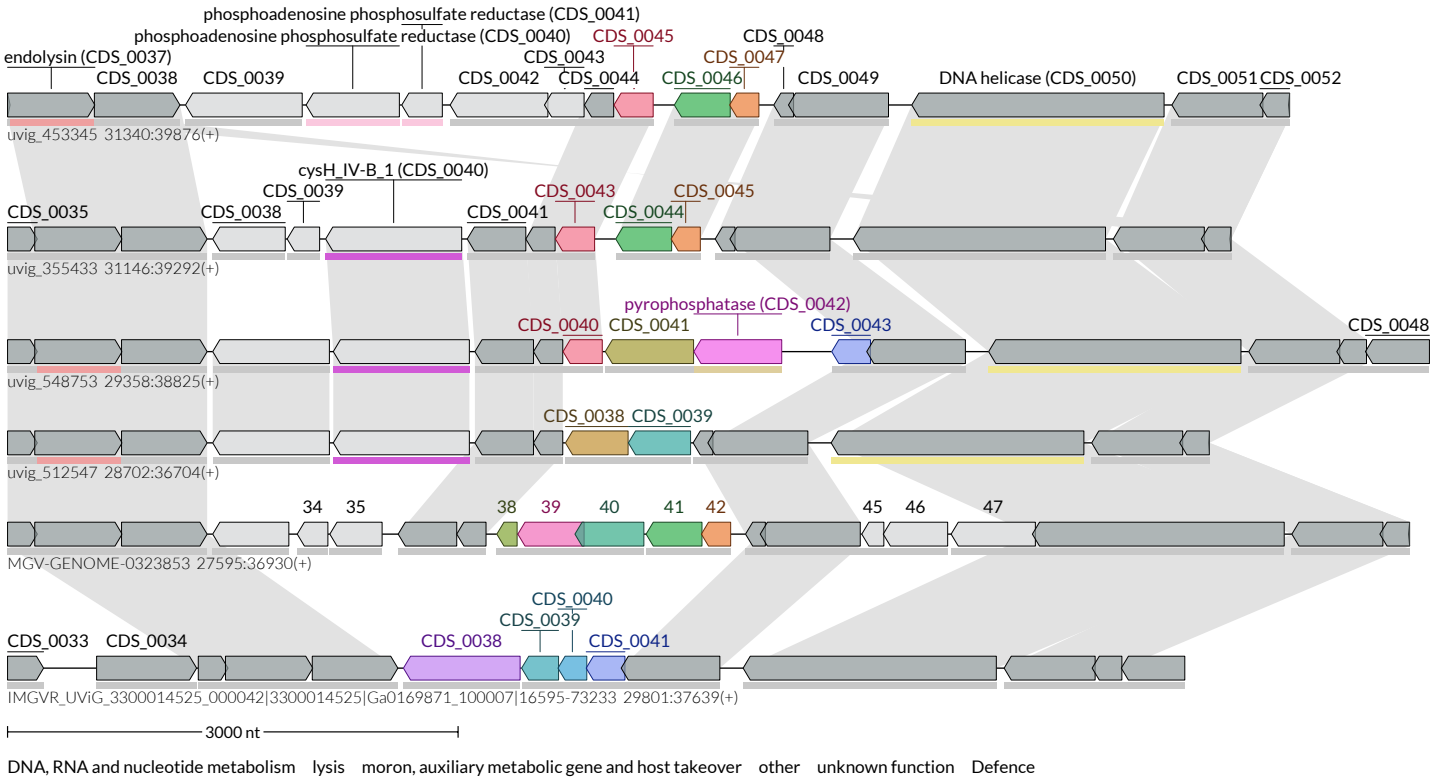 phosphoadenosine phosphosulfate reductase (CDS_0041)
phosphoadenosine phosphosulfate reductase (CDS_0040) CDS_0045 CDS_0048
endolysin (CDS_0037) CDS_0043 CDS_0047
CDS_0038 CDS_0039 CDS_0042 CDS_0044 CDS_0046 CDS_0049 DNA helicase (CDS_0050) CDS_0051 CDS_0052
uvig_453345 31340:39876(+)
cysH_IV-B_1 (CDS_0040)
CDS_0039 CDS_0043 CDS_0045
CDS_0035 CDS_0038 CDS_0041 CDS_0044
uvig_355433 31146:39292(+)
pyrophosphatase (CDS_0042)
CDS_0040 CDS_0041 CDS_0043 CDS_0048
uvig_548753 29358:38825(+)
CDS_0038 CDS_0039
uvig_512547 28702:36704(+)
34 35 38 39 40 41 42 45 46 47
MGV-GENOME-0323853 27595:36930(+)
CDS_0040
CDS_0039
CDS_0033 CDS_0034 CDS_0038 CDS_0041
IMGVR_UViG_3300014525_000042|3300014525|Ga0169871_100007|16595-73233 29801:37639(+)
3000 nt
DNA, RNA and nucleotide metabolism lysis moron, auxiliary metabolic gene and host takeover other unknown function Defence